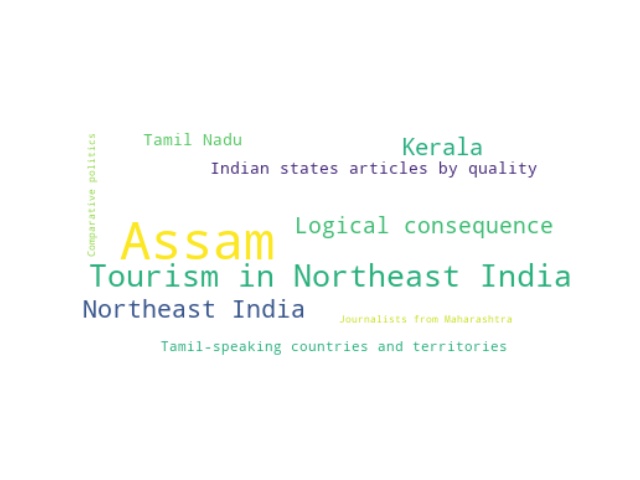 Comparative politics
Tamil Nadu
Kerala
Indian states articles by quality
Logical consequence
Assam
Tourism in Northeast India
Northeast India
Journalists from Maharashtra
Tamil-speaking countries and territories